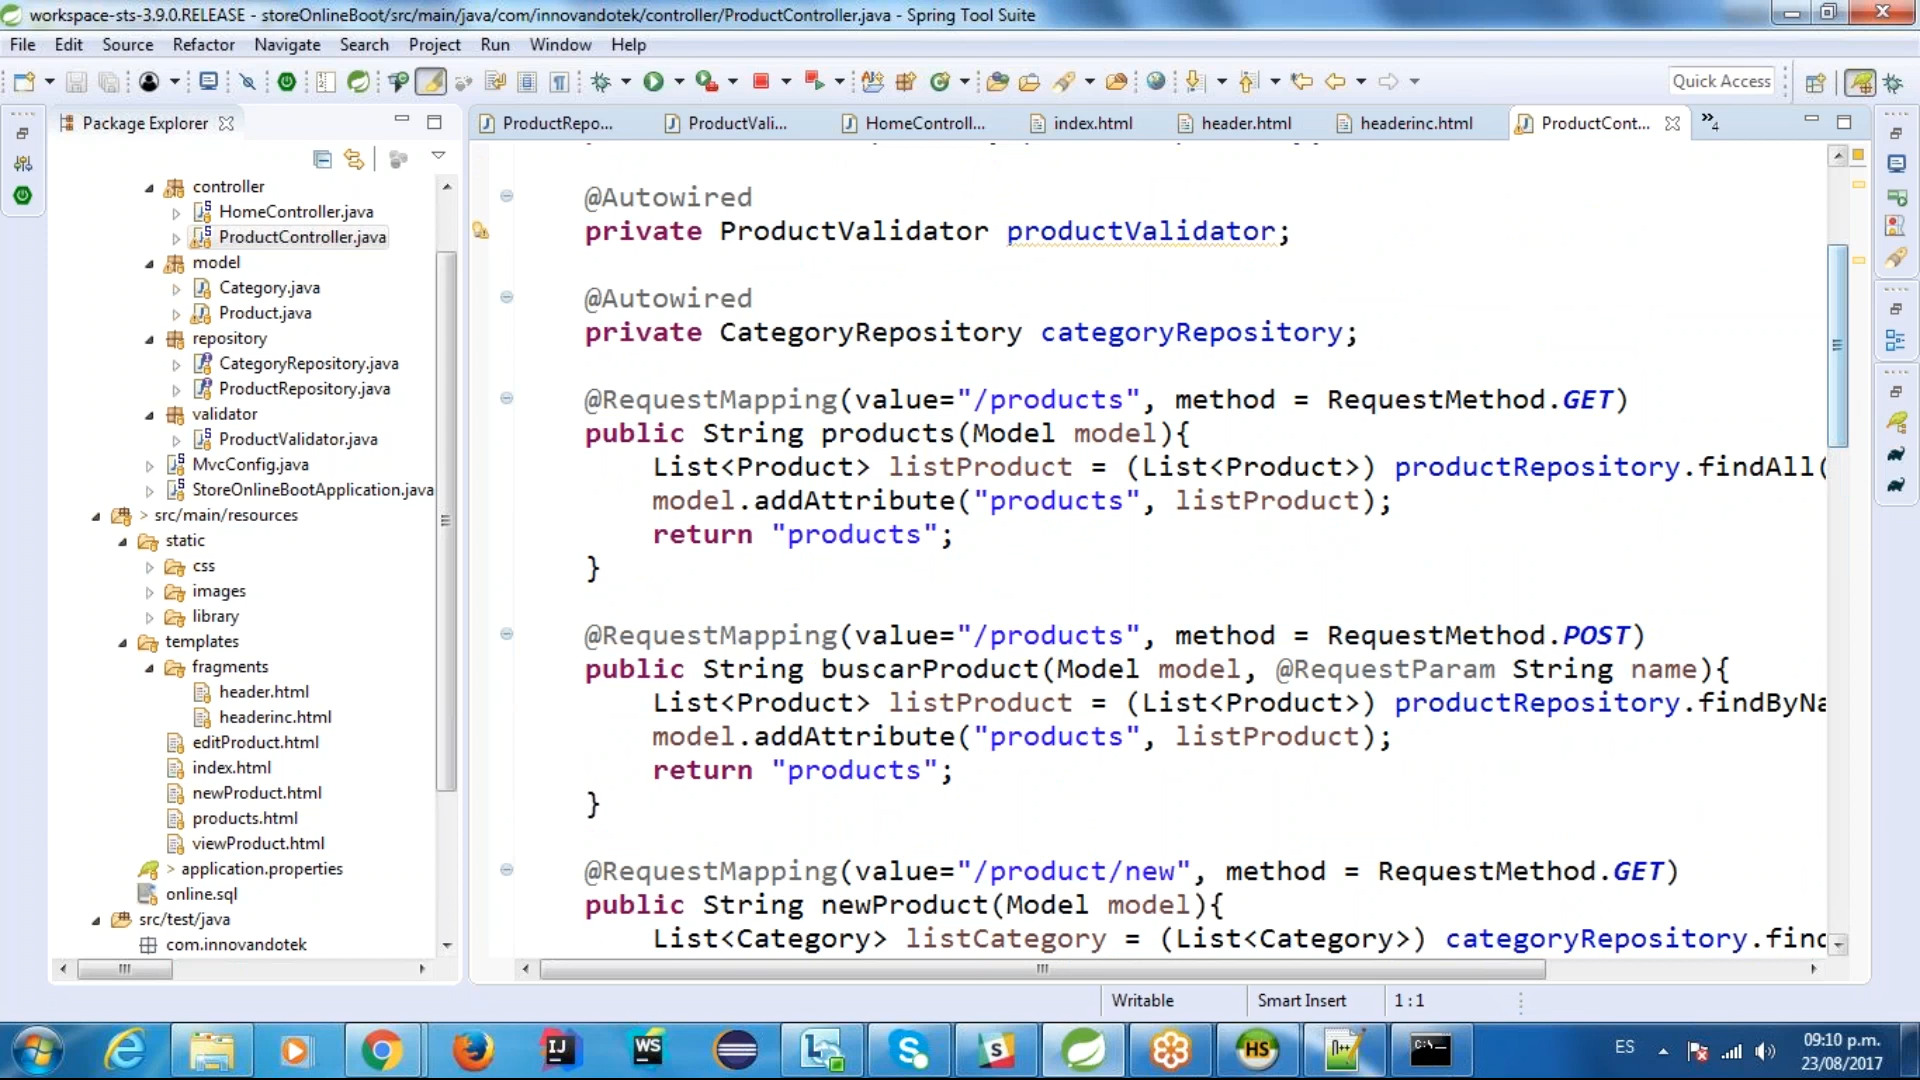 workspace-sts-3.9.0.RELEASE - storeOnlineBoot/src/main/java/com/innovandotek/controller/ProductController.java - Spring Tool Suite
File Edit Source Refactor Navigate Search Project Run Window Help
Quick Access
Package Explorer
controller
HomeController.java
ProductController.java
model
Category.java
Product.java
repository
CategoryRepository.java
ProductRepository.java
validator
ProductValidator.java
MvcConfig.java
StoreOnlineBootApplication.java
> src/main/resources
static
css
images
library
templates
fragments
header.html
headerinc.html
editProduct.html
index.html
newProduct.html
products.html
viewProduct.html
> application.properties
online.sql
src/test/java
com.innovandotek
ProductRepo... ProductVali... HomeControll... index.html header.html headerinc.html ProductCont... »4
@Autowired
private ProductValidator productValidator;
@Autowired
private CategoryRepository categoryRepository;
@RequestMapping(value="/products", method = RequestMethod.GET)
public String products(Model model){
List<Product> listProduct = (List<Product>) productRepository.findAll(
model.addAttribute("products", listProduct);
return "products";
}
@RequestMapping(value="/products", method = RequestMethod.POST)
public String buscarProduct(Model model, @RequestParam String name){
List<Product> listProduct = (List<Product>) productRepository.findByNa
model.addAttribute("products", listProduct);
return "products";
}
@RequestMapping(value="/product/new", method = RequestMethod.GET)
public String newProduct(Model model){
List<Category> listCategory = (List<Category>) categoryRepository.find
Writable Smart Insert 1 : 1
IJ WS S S HS N++ C:\
ES 09:10 p.m.
23/08/2017